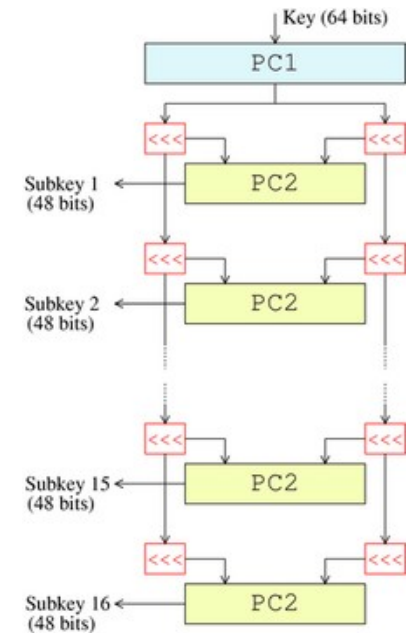 Key (64 bits)
PC1
<<< <<<
PC2
Subkey 1
(48 bits)
<<< <<<
PC2
Subkey 2
(48 bits)
<<< <<<
PC2
Subkey 15
(48 bits)
<<< <<<
PC2
Subkey 16
(48 bits)